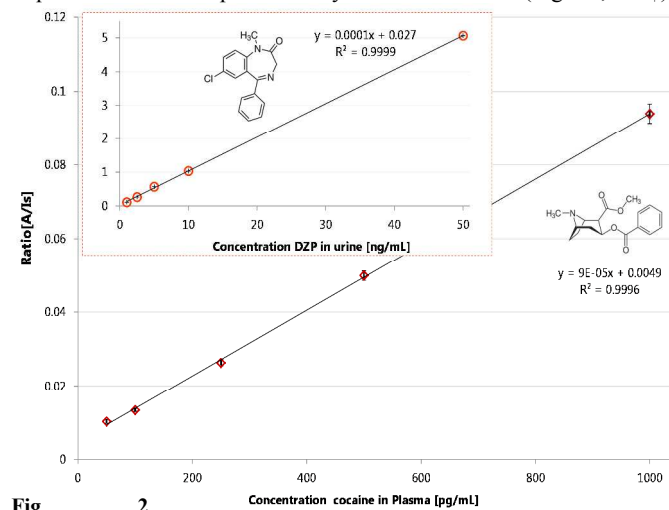 0.12
0.1
0.08
0.06
0.04
0.02
0
Ratio[A/Is]
5
4
3
2
1
0
0 10 20 30 40 50
Concentration DZP in urine [ng/mL]
y = 0.0001x + 0.027
R² = 0.9999
H₃C
N
O
N
Cl
H₃C
N
O
O
CH₃
O
O
y = 9E-05x + 0.0049
R² = 0.9996
0 200 400 600 800 1000
Concentration cocaine in Plasma [pg/mL]
Fig 2